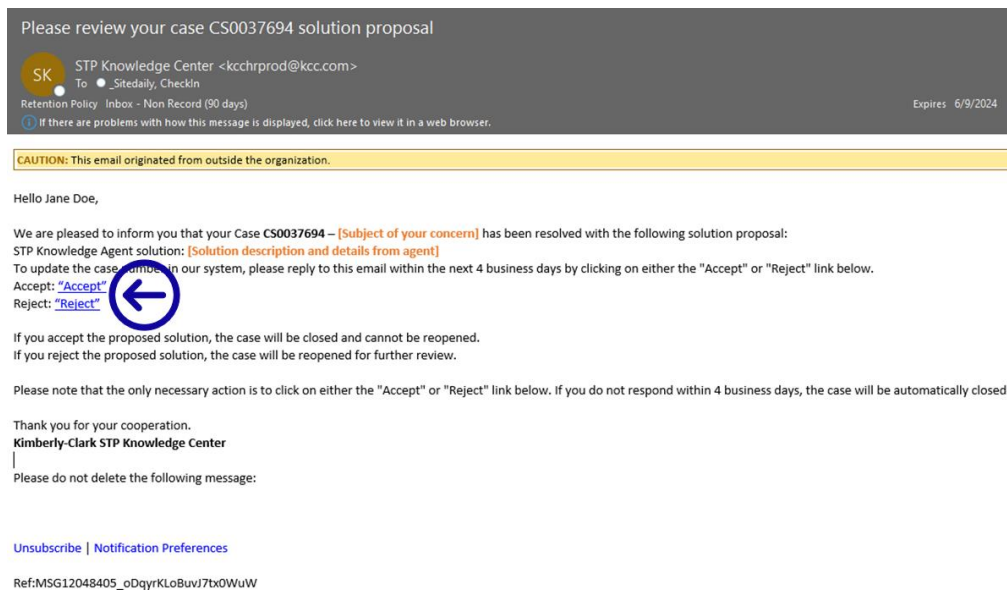 Please review your case CS0037694 solution proposal
SK
STP Knowledge Center <kcchrprod@kcc.com>
To _Sitedaily, CheckIn
Retention Policy Inbox - Non Record (90 days)
Expires 6/9/2024
If there are problems with how this message is displayed, click here to view it in a web browser.
CAUTION: This email originated from outside the organization.
Hello Jane Doe,
We are pleased to inform you that your Case CS0037694 – [Subject of your concern] has been resolved with the following solution proposal:
STP Knowledge Agent solution: [Solution description and details from agent]
To update the case number in our system, please reply to this email within the next 4 business days by clicking on either the "Accept" or "Reject" link below.
Accept: “Accept”
Reject: “Reject”
If you accept the proposed solution, the case will be closed and cannot be reopened.
If you reject the proposed solution, the case will be reopened for further review.
Please note that the only necessary action is to click on either the "Accept" or "Reject" link below. If you do not respond within 4 business days, the case will be automatically closed
Thank you for your cooperation.
Kimberly-Clark STP Knowledge Center
Please do not delete the following message:
Unsubscribe | Notification Preferences
Ref:MSG12048405_oDqyrKLoBuvJ7tx0WuW